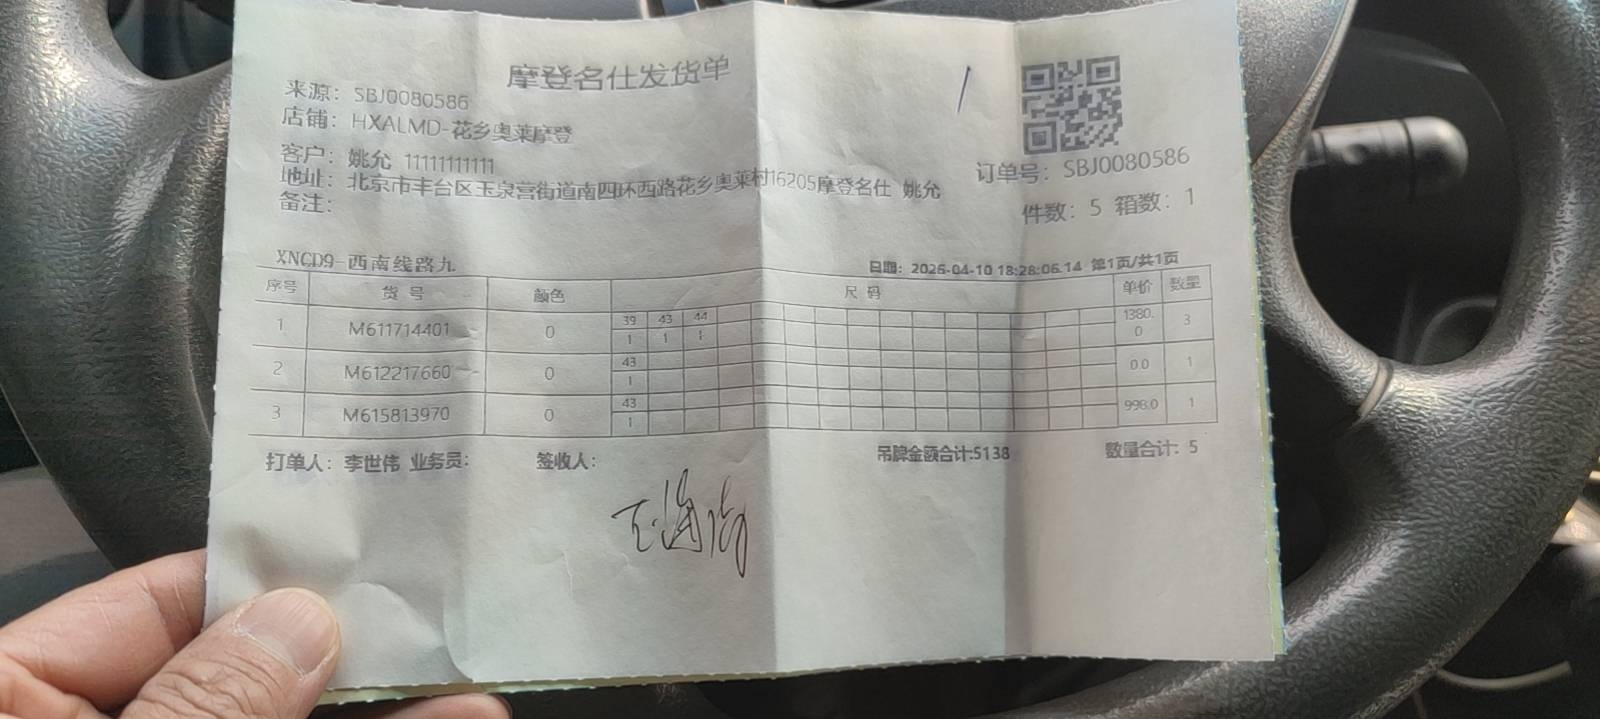 摩登名仕发货单
来源： SBJ0080586
店铺： HXALMD-花乡奥莱摩登
客户： 姚允 11111111111
地址： 北京市丰台区玉泉营街道南四环西路花乡奥莱村16205摩登名仕 姚允
备注：
订单号： SBJ0080586
件数： 5 箱数： 1
XNCD9-西南线路九
日期： 2026-04-10 18:28:06.14 第1页/共1页
序号 货号 颜色 尺码 单价 数量
1 M611714401 0 39 43 44 1380.0 3
1 1 1
2 M612217660 0 43 0.0 1
1
3 M615813970 0 43 998.0 1
1
打单人： 李世伟 业务员： 签收人： 吊牌金额合计:5138 数量合计： 5